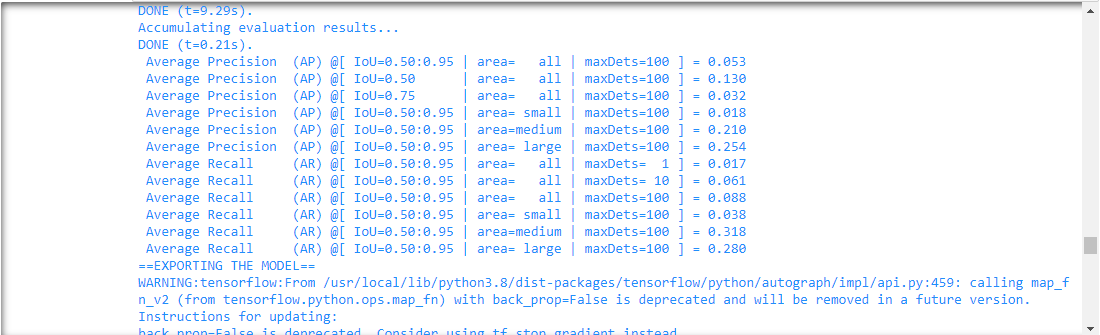 DONE (t=9.29s).
Accumulating evaluation results...
DONE (t=0.21s).
 Average Precision  (AP) @[ IoU=0.50:0.95 | area=   all | maxDets=100 ] = 0.053
 Average Precision  (AP) @[ IoU=0.50      | area=   all | maxDets=100 ] = 0.130
 Average Precision  (AP) @[ IoU=0.75      | area=   all | maxDets=100 ] = 0.032
 Average Precision  (AP) @[ IoU=0.50:0.95 | area= small | maxDets=100 ] = 0.018
 Average Precision  (AP) @[ IoU=0.50:0.95 | area=medium | maxDets=100 ] = 0.210
 Average Precision  (AP) @[ IoU=0.50:0.95 | area= large | maxDets=100 ] = 0.254
 Average Recall     (AR) @[ IoU=0.50:0.95 | area=   all | maxDets=  1 ] = 0.017
 Average Recall     (AR) @[ IoU=0.50:0.95 | area=   all | maxDets= 10 ] = 0.061
 Average Recall     (AR) @[ IoU=0.50:0.95 | area=   all | maxDets=100 ] = 0.088
 Average Recall     (AR) @[ IoU=0.50:0.95 | area= small | maxDets=100 ] = 0.038
 Average Recall     (AR) @[ IoU=0.50:0.95 | area=medium | maxDets=100 ] = 0.318
 Average Recall     (AR) @[ IoU=0.50:0.95 | area= large | maxDets=100 ] = 0.280
==EXPORTING THE MODEL==
WARNING:tensorflow:From /usr/local/lib/python3.8/dist-packages/tensorflow/python/autograph/impl/api.py:459: calling map_f
n_v2 (from tensorflow.python.ops.map_fn) with back_prop=False is deprecated and will be removed in a future version.
Instructions for updating:
back_prop=False is deprecated. Consider using tf.stop_gradient instead.